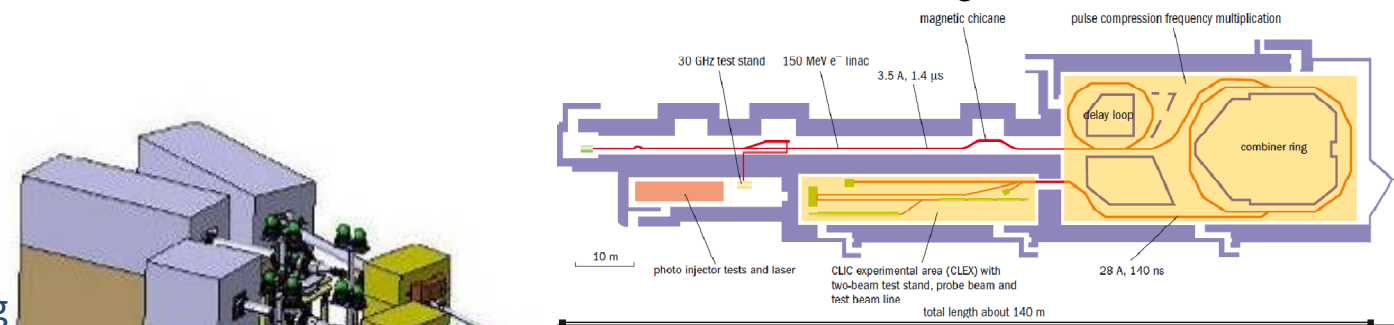 magnetic chicane
pulse compression frequency multiplication
30 GHz test stand
150 MeV e⁻ linac
3.5 A, 1.4 µs
delay loop
combiner ring
10 m
photo injector tests and laser
CLIC experimental area (CLEX) with
two-beam test stand, probe beam and
test beam line
28 A, 140 ns
total length about 140 m